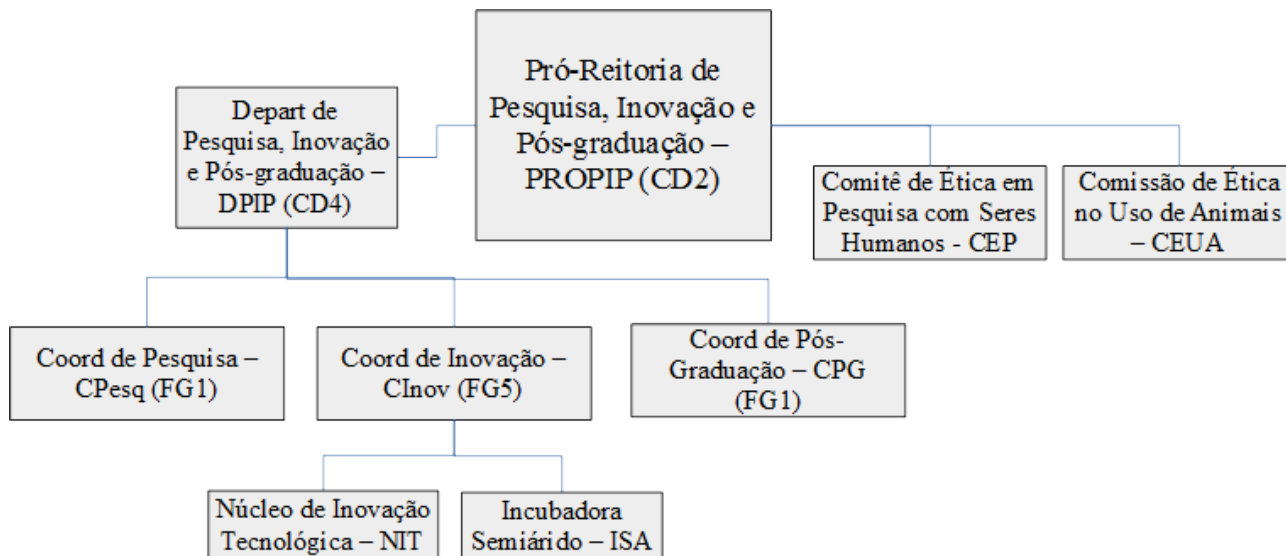 Pró-Reitoria de
Pesquisa, Inovação e
Pós-graduação –
PROPIP (CD2)
Depart de
Pesquisa, Inovação
e Pós-graduação –
DPIP (CD4)
Comitê de Ética em
Pesquisa com Seres
Humanos - CEP
Comissão de Ética
no Uso de Animais
– CEUA
Coord de Pesquisa –
CPesq (FG1)
Coord de Inovação –
CInov (FG5)
Coord de Pós-
Graduação – CPG
(FG1)
Núcleo de Inovação
Tecnológica – NIT
Incubadora
Semiárido – ISA